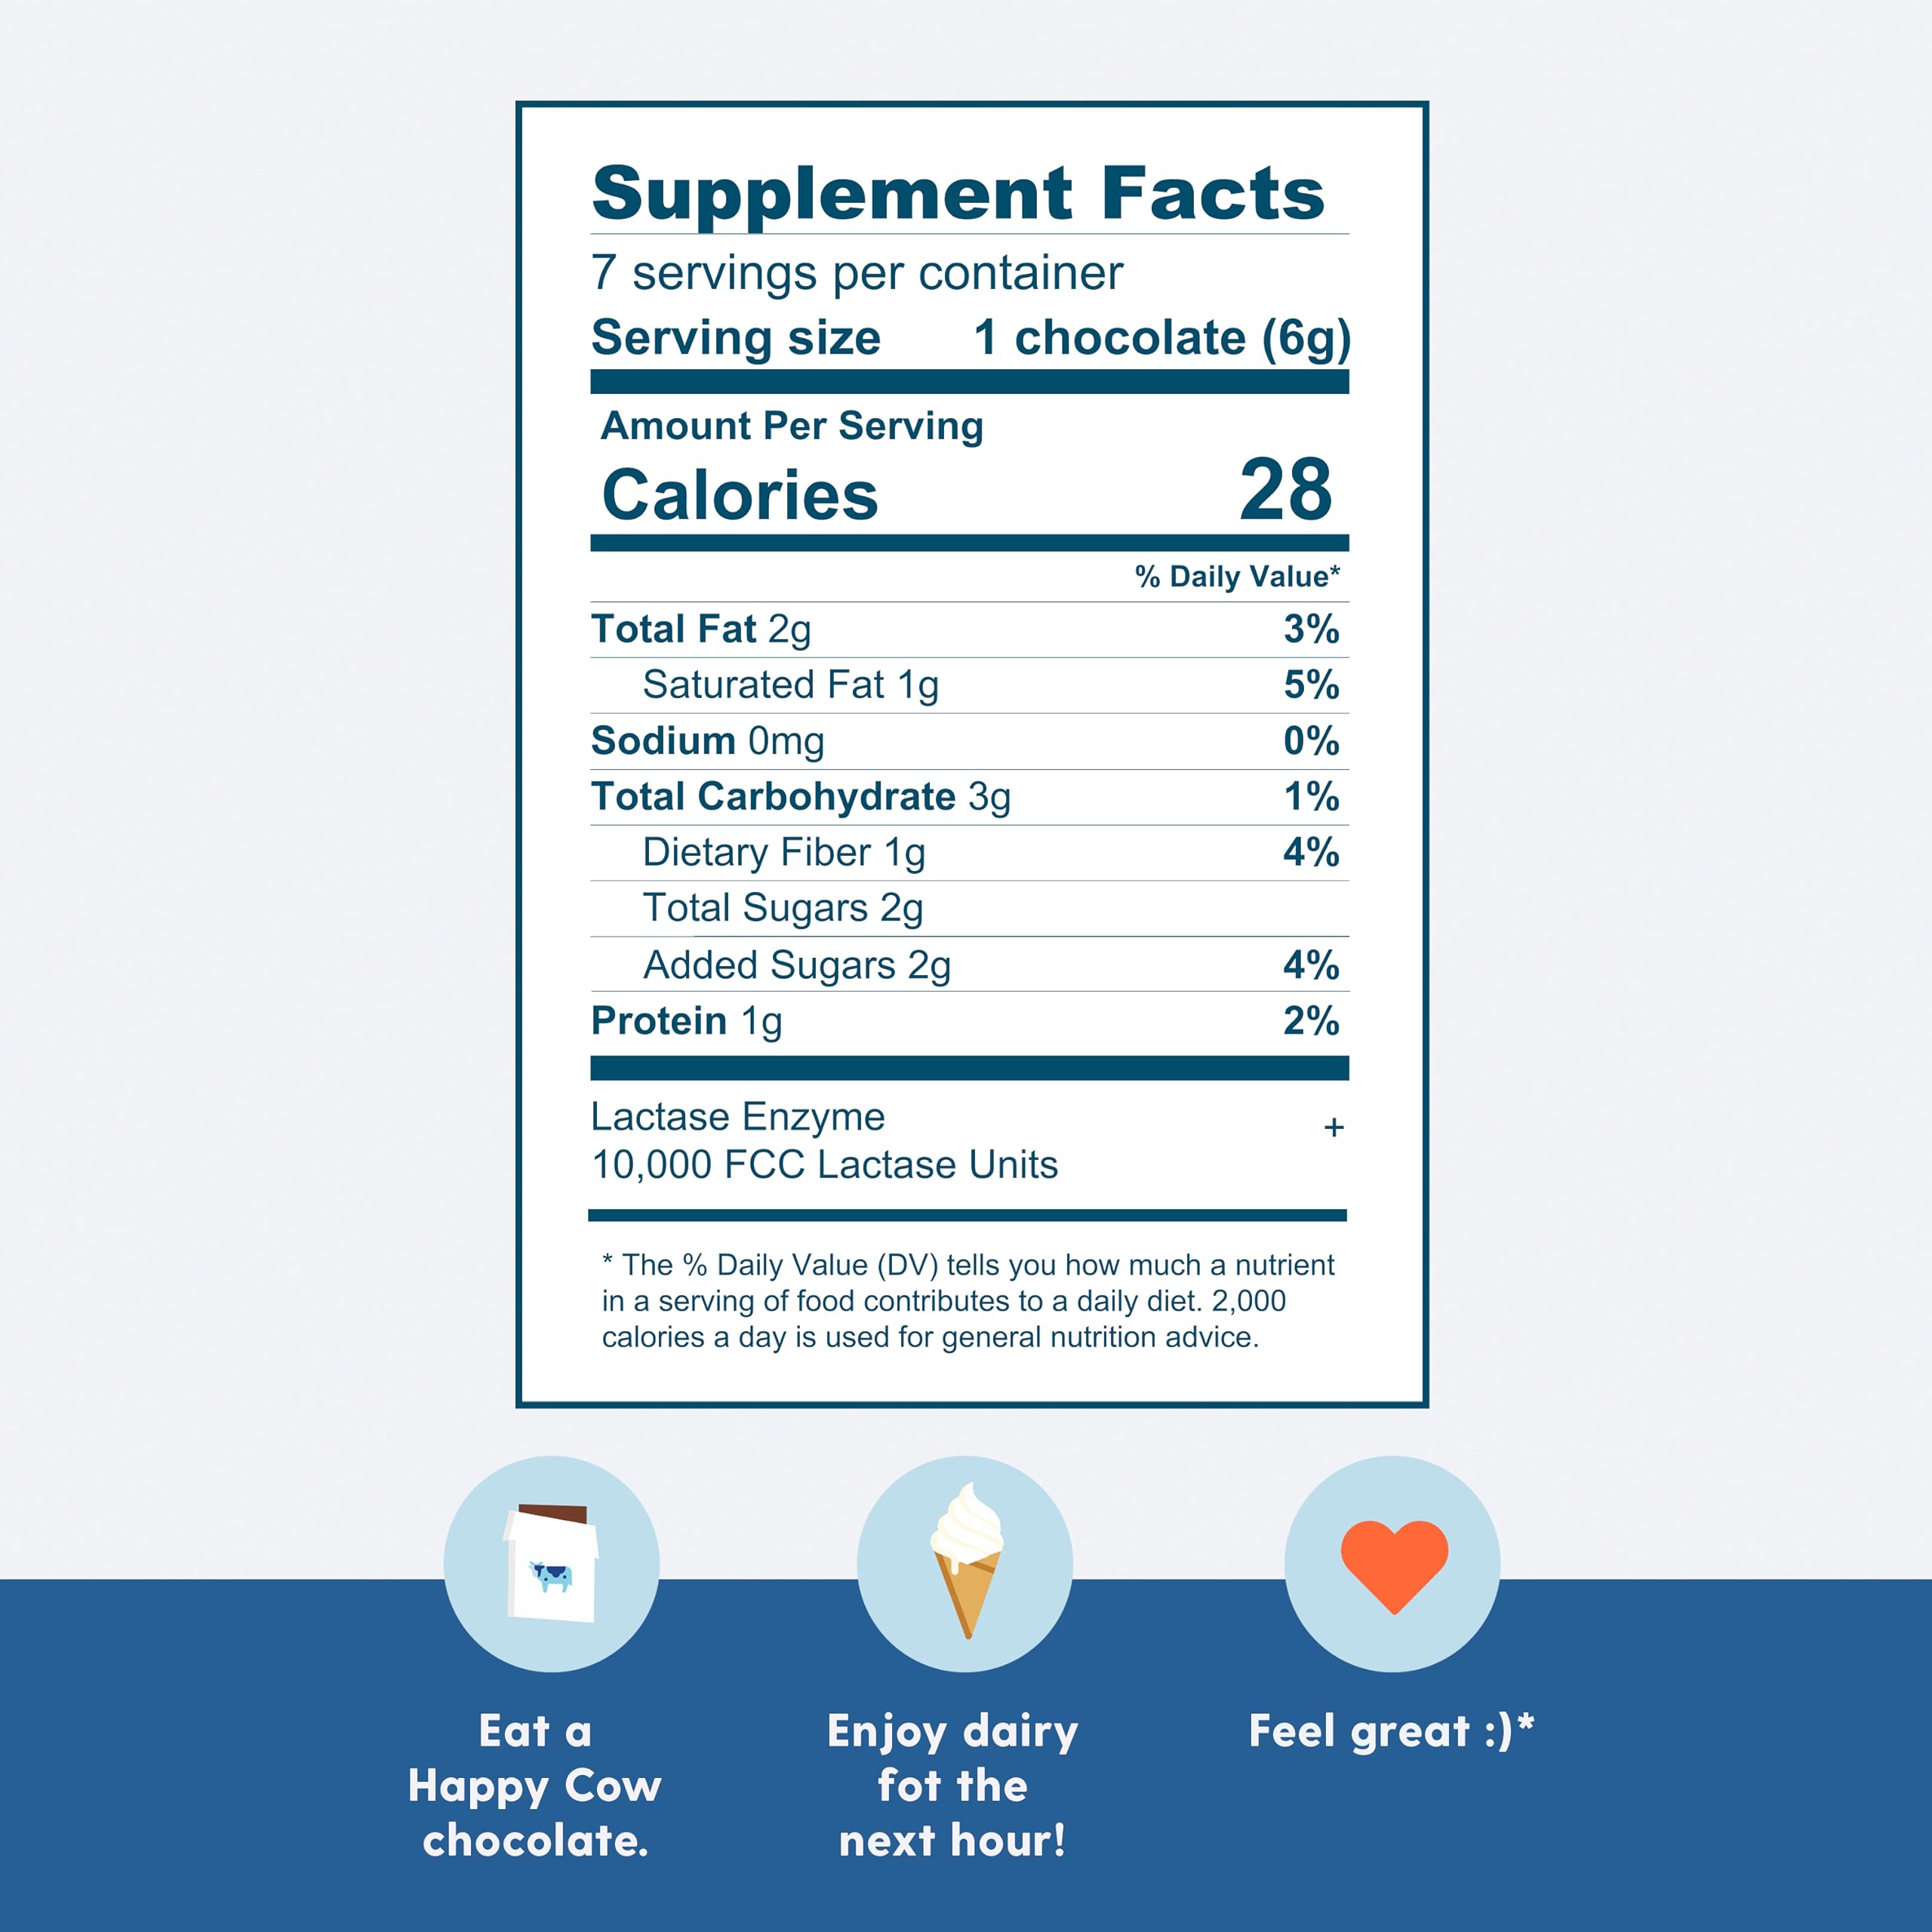 Supplement Facts
7 servings per container
Serving size 1 chocolate (6g)
Amount Per Serving
Calories 28
% Daily Value*
Total Fat 2g 3%
Saturated Fat 1g 5%
Sodium 0mg 0%
Total Carbohydrate 3g 1%
Dietary Fiber 1g 4%
Total Sugars 2g
Added Sugars 2g 4%
Protein 1g 2%
Lactase Enzyme +
10,000 FCC Lactase Units
* The % Daily Value (DV) tells you how much a nutrient
in a serving of food contributes to a daily diet. 2,000
calories a day is used for general nutrition advice.
Eat a
Happy Cow
chocolate.
Enjoy dairy
fot the
next hour!
Feel great :)*